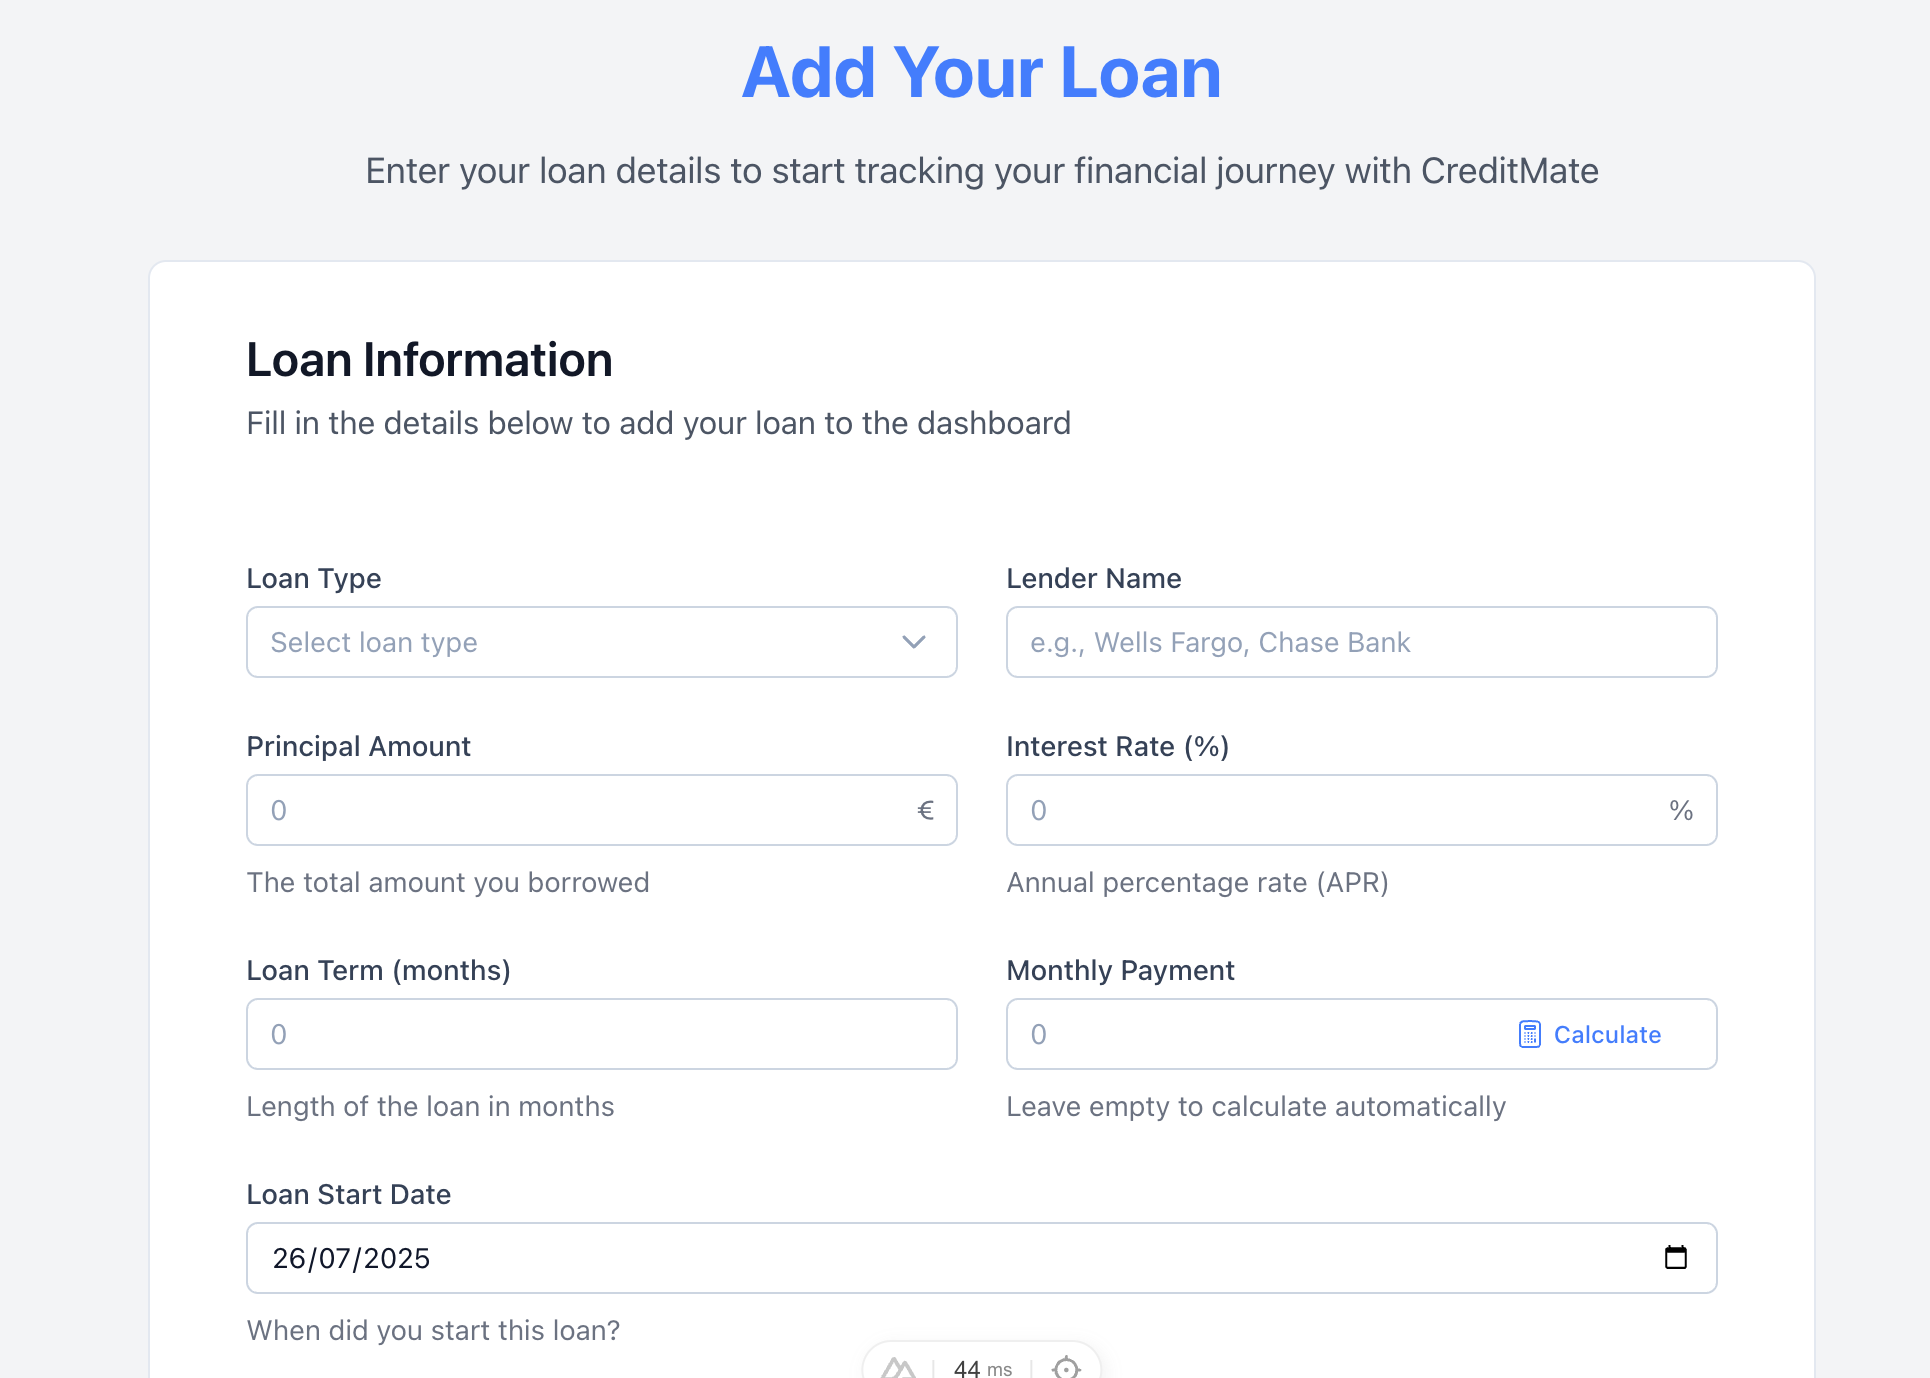 Add Your Loan
Enter your loan details to start tracking your financial journey with CreditMate
Loan Information
Fill in the details below to add your loan to the dashboard
Loan Type
Select loan type
Lender Name
e.g., Wells Fargo, Chase Bank
Principal Amount
0 €
The total amount you borrowed
Interest Rate (%)
0 %
Annual percentage rate (APR)
Loan Term (months)
0
Length of the loan in months
Monthly Payment
0 Calculate
Leave empty to calculate automatically
Loan Start Date
26/07/2025
When did you start this loan?
44 ms